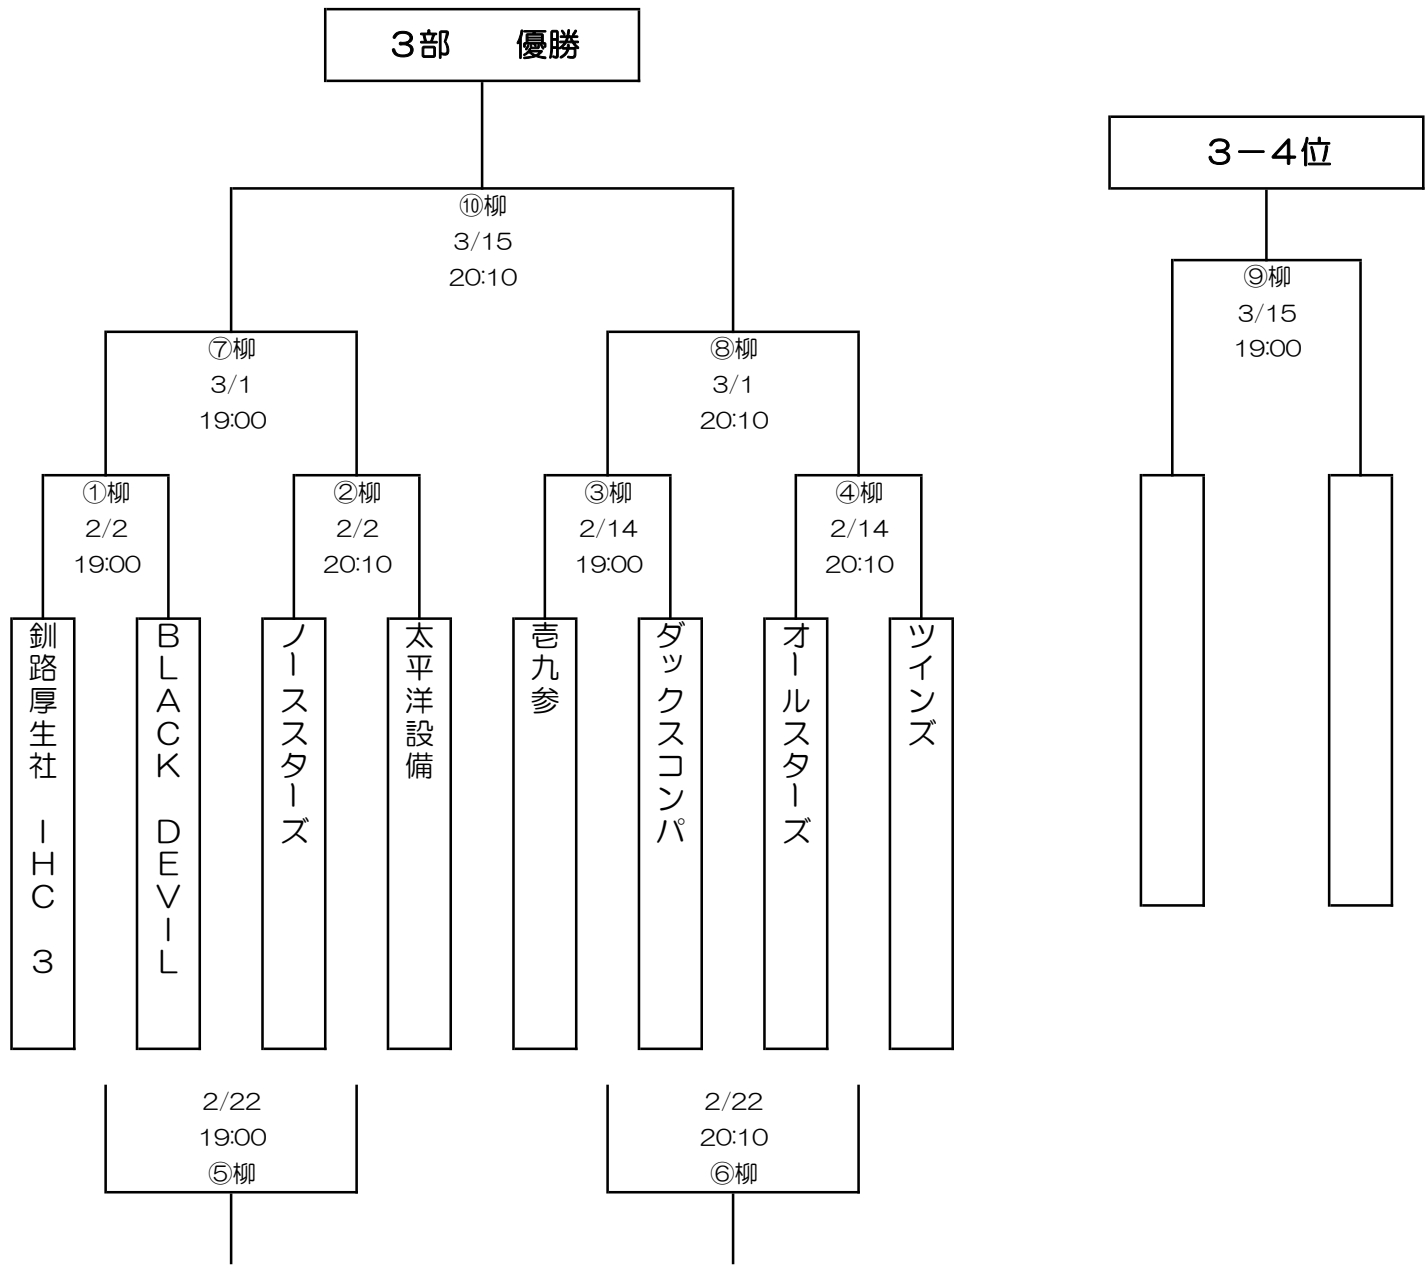 ３部　　優勝
３－４位
⑩柳
3/15
20:10
⑨柳
3/15
19:00
⑦柳
3/1
19:00
⑧柳
3/1
20:10
①柳
2/2
19:00
②柳
2/2
20:10
③柳
2/14
19:00
④柳
2/14
20:10
釧路厚生社　ＩＨＣ　３
ＢＬＡＣＫ　ＤＥＶＩＬ
ノーススターズ
太平洋設備
壱九参
ダックスコンパ
オールスターズ
ツインズ
2/22
19:00
⑤柳
2/22
20:10
⑥柳